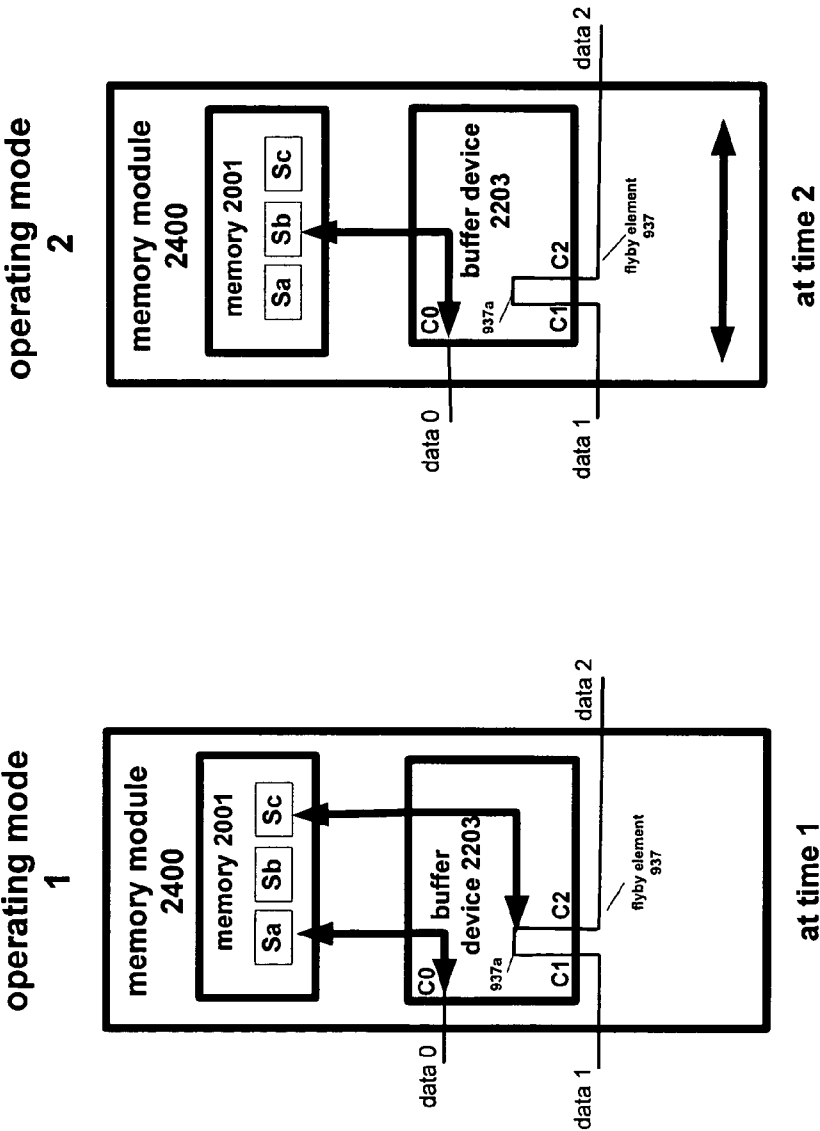 operating mode
1
memory module
2400
memory 2001
Sa
Sb
Sc
buffer
device 2203
C0
937a
C1
C2
data 0
data 1
data 2
flyby element
937
at time 1
operating mode
2
memory module
2400
memory 2001
Sa
Sb
Sc
buffer device
2203
C0
937a
C1
C2
data 0
data 1
data 2
flyby element
937
at time 2